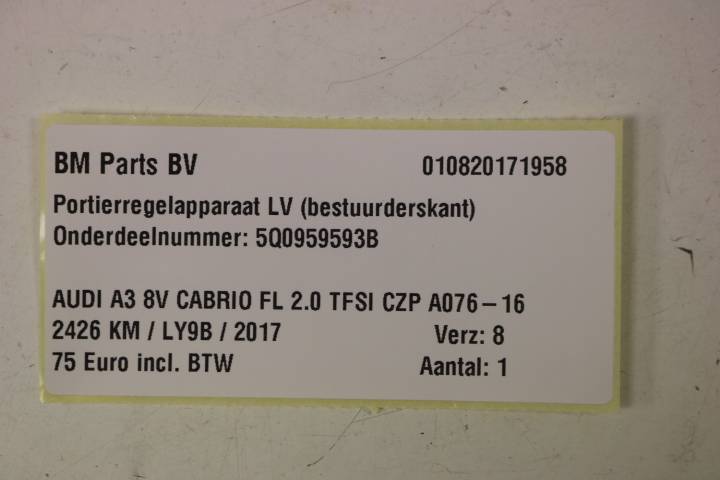 BM Parts BV 010820171958
Portierregelapparaat LV (bestuurderskant)
Onderdeelnummer: 5Q0959593B
AUDI A3 8V CABRIO FL 2.0 TFSI CZP A076-16
2426 KM / LY9B / 2017 Verz: 8
75 Euro incl. BTW Aantal: 1